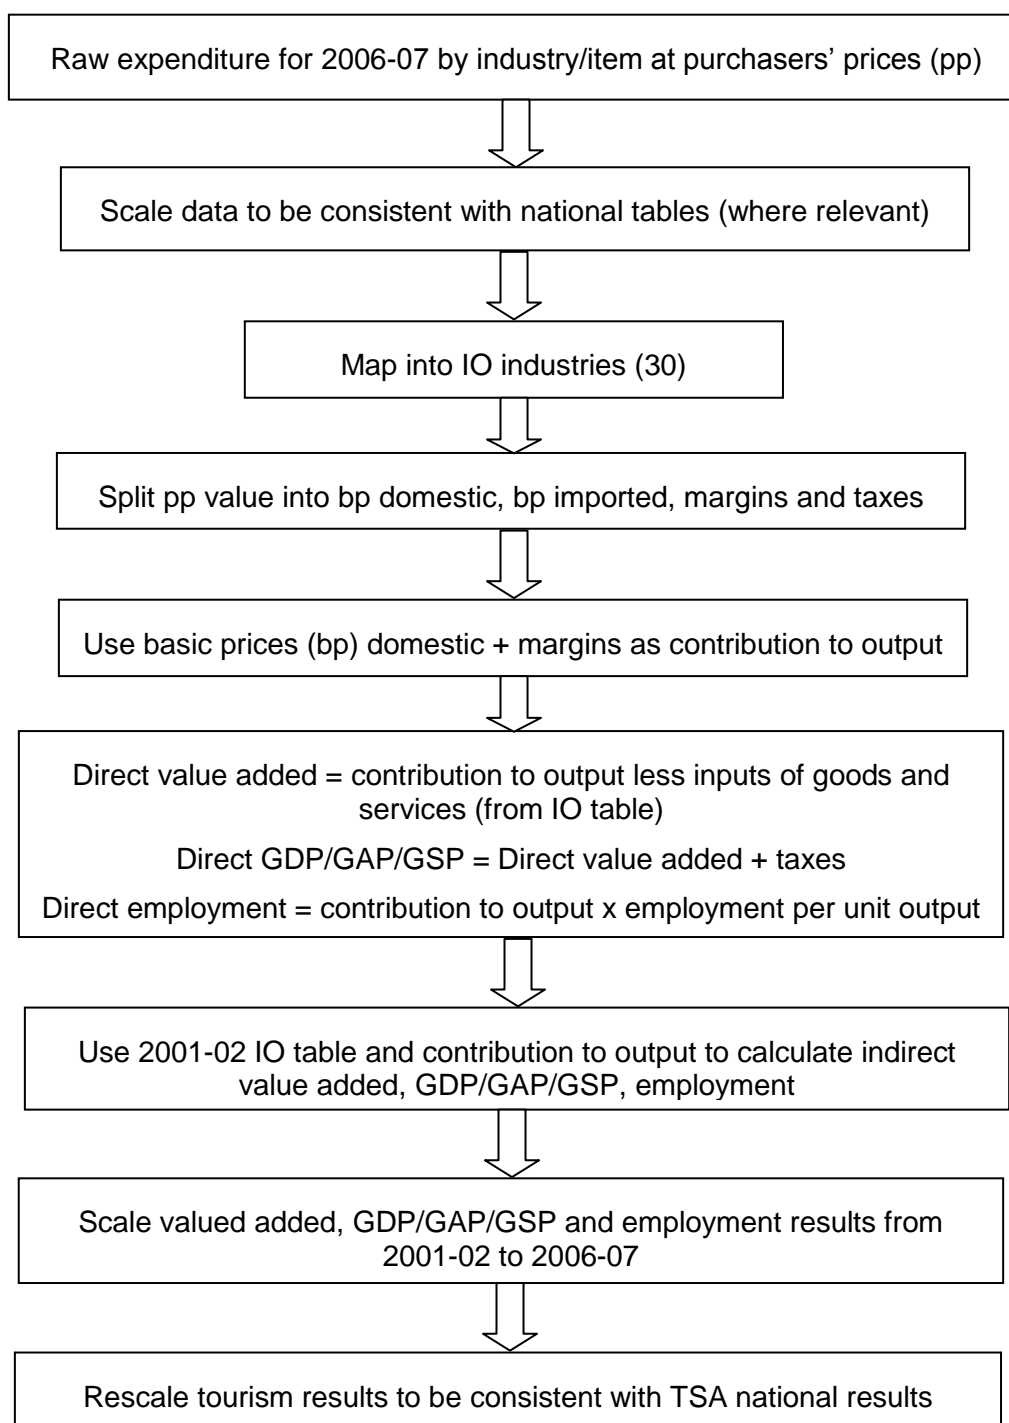 Raw expenditure for 2006-07 by industry/item at purchasers’ prices (pp)
Scale data to be consistent with national tables (where relevant)
Map into IO industries (30)
Split pp value into bp domestic, bp imported, margins and taxes
Use basic prices (bp) domestic + margins as contribution to output
Direct value added = contribution to output less inputs of goods and
services (from IO table)
Direct GDP/GAP/GSP = Direct value added + taxes
Direct employment = contribution to output x employment per unit output
Use 2001-02 IO table and contribution to output to calculate indirect
value added, GDP/GAP/GSP, employment
Scale valued added, GDP/GAP/GSP and employment results from
2001-02 to 2006-07
Rescale tourism results to be consistent with TSA national results